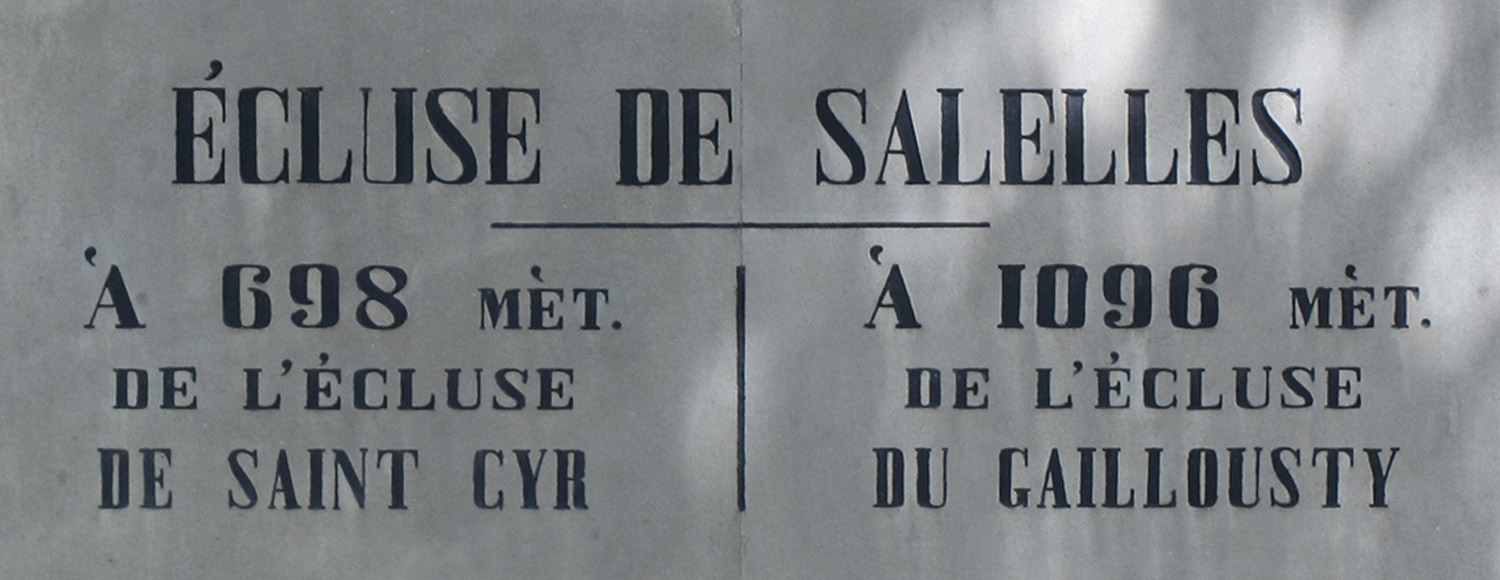 ÉCLUSE DE SALELLES
À 698 MÈT.
DE L'ÉCLUSE
DE SAINT CYR
À 1096 MÈT.
DE L'ÉCLUSE
DU GAILLOUSTY